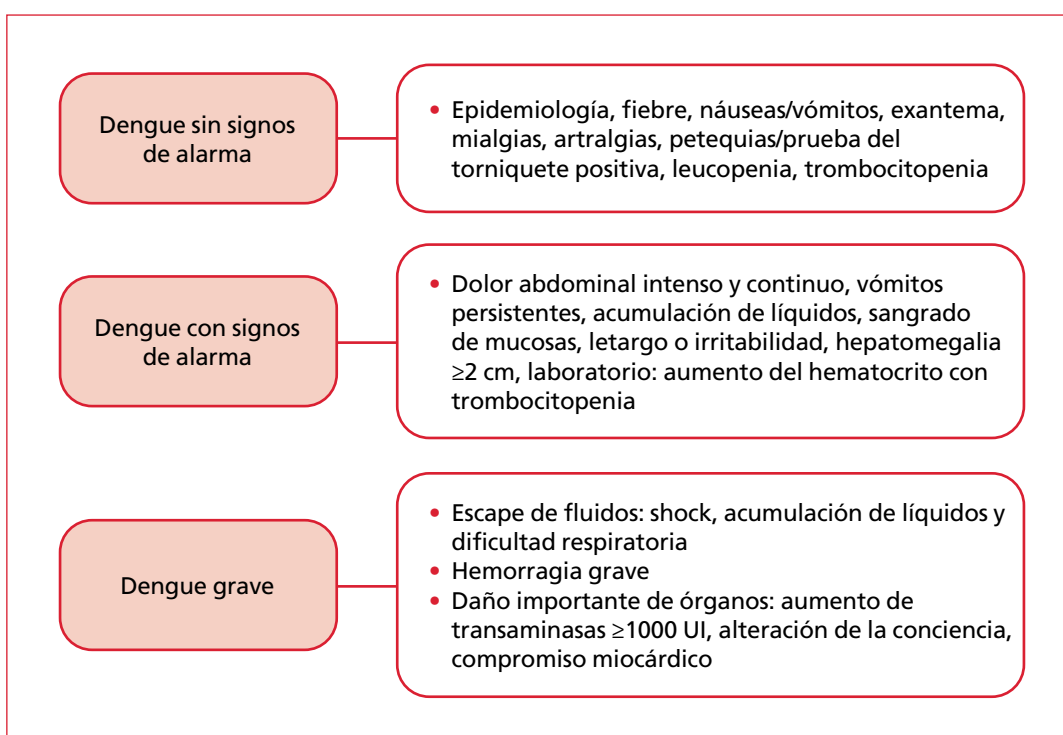 Dengue sin signos
de alarma
• Epidemiología, fiebre, náuseas/vómitos, exantema,
mialgias, artralgias, petequias/prueba del
torniquete positiva, leucopenia, trombocitopenia
Dengue con signos
de alarma
• Dolor abdominal intenso y continuo, vómitos
persistentes, acumulación de líquidos, sangrado
de mucosas, letargo o irritabilidad, hepatomegalia
≥2 cm, laboratorio: aumento del hematocrito con
trombocitopenia
Dengue grave
• Escape de fluidos: shock, acumulación de líquidos y
dificultad respiratoria
• Hemorragia grave
• Daño importante de órganos: aumento de
transaminasas ≥1000 UI, alteración de la conciencia,
compromiso miocárdico